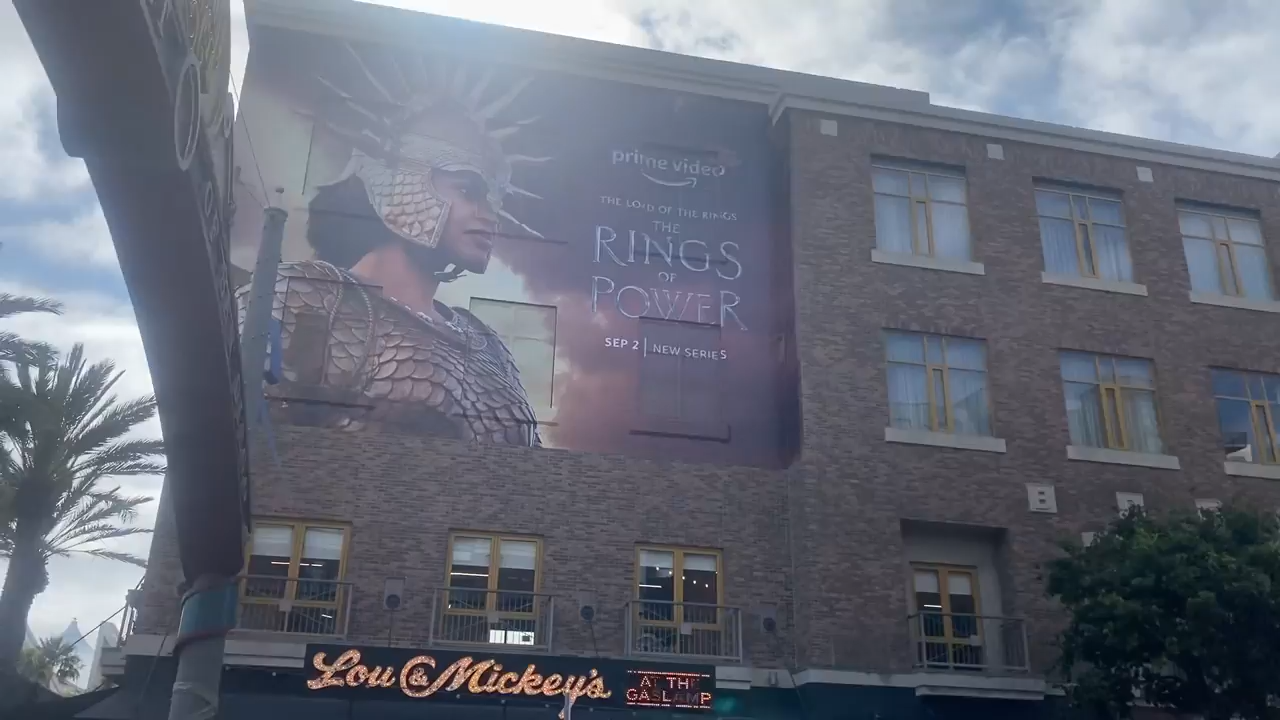 prime video
THE LORD OF THE RINGS
THE
RINGS
OF
POWER
SEP 2 | NEW SERIES
B
Lou & Mickey's
AT THE
GASLAMP